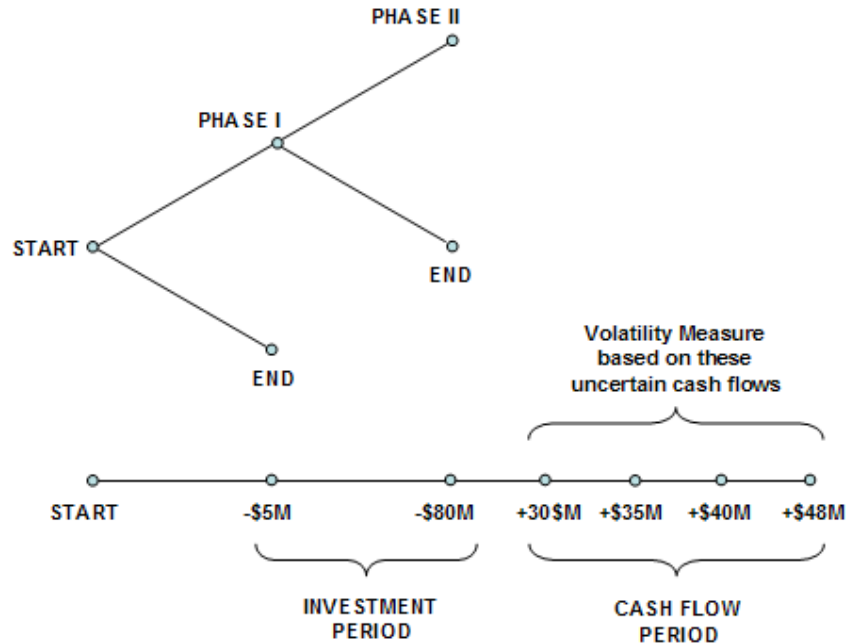 PHASE II
PHASE I
START
END
END
Volatility Measure
based on these
uncertain cash flows
START
-$5M
-$80M
+30$M
+$35M
+$40M
+$48M
INVESTMENT
PERIOD
CASH FLOW
PERIOD